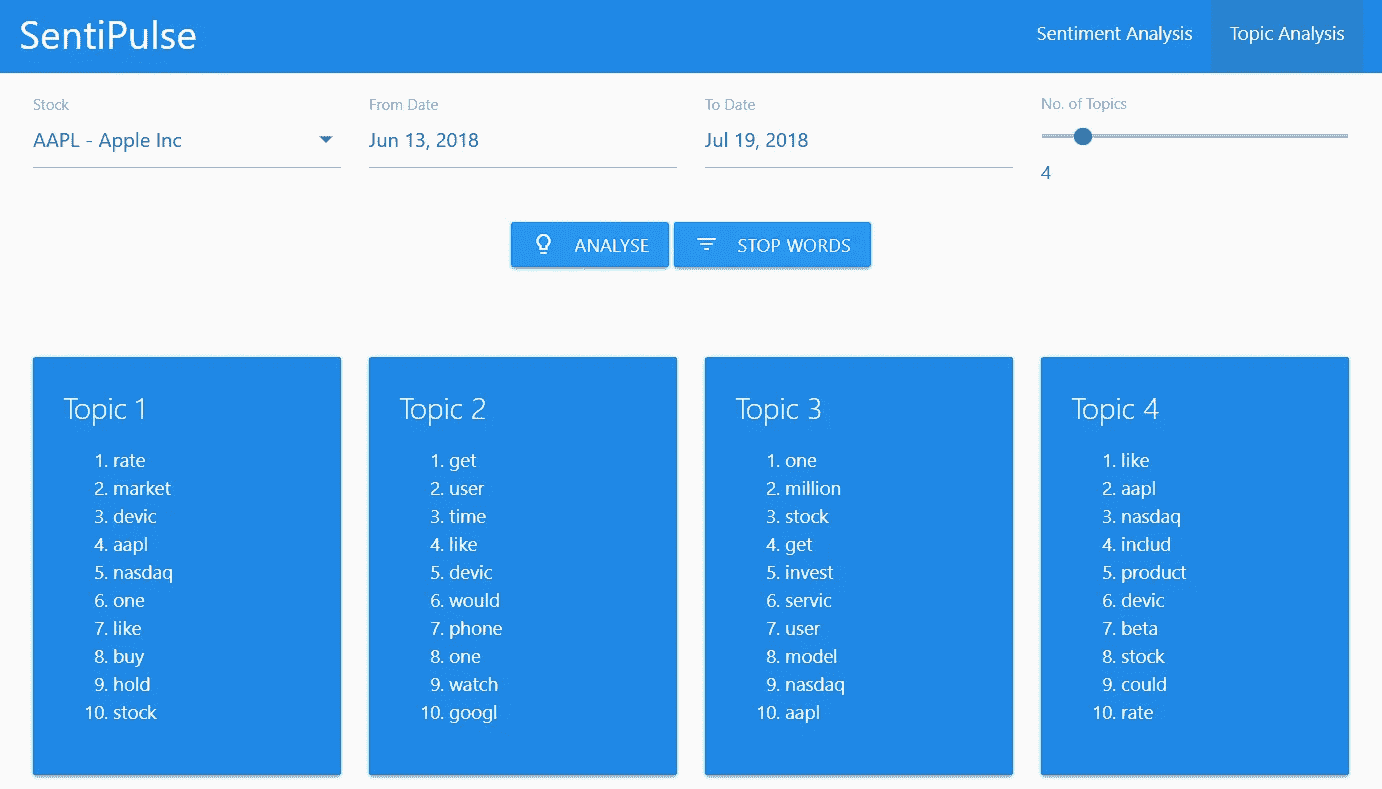 SentiPulse
Sentiment Analysis
Topic Analysis
Stock
AAPL - Apple Inc
From Date
Jun 13, 2018
To Date
Jul 19, 2018
No. of Topics
4
ANALYSE
STOP WORDS
Topic 1
1. rate
2. market
3. devic
4. aapl
5. nasdaq
6. one
7. like
8. buy
9. hold
10. stock
Topic 2
1. get
2. user
3. time
4. like
5. devic
6. would
7. phone
8. one
9. watch
10. googl
Topic 3
1. one
2. million
3. stock
4. get
5. invest
6. servic
7. user
8. model
9. nasdaq
10. aapl
Topic 4
1. like
2. aapl
3. nasdaq
4. includ
5. product
6. devic
7. beta
8. stock
9. could
10. rate